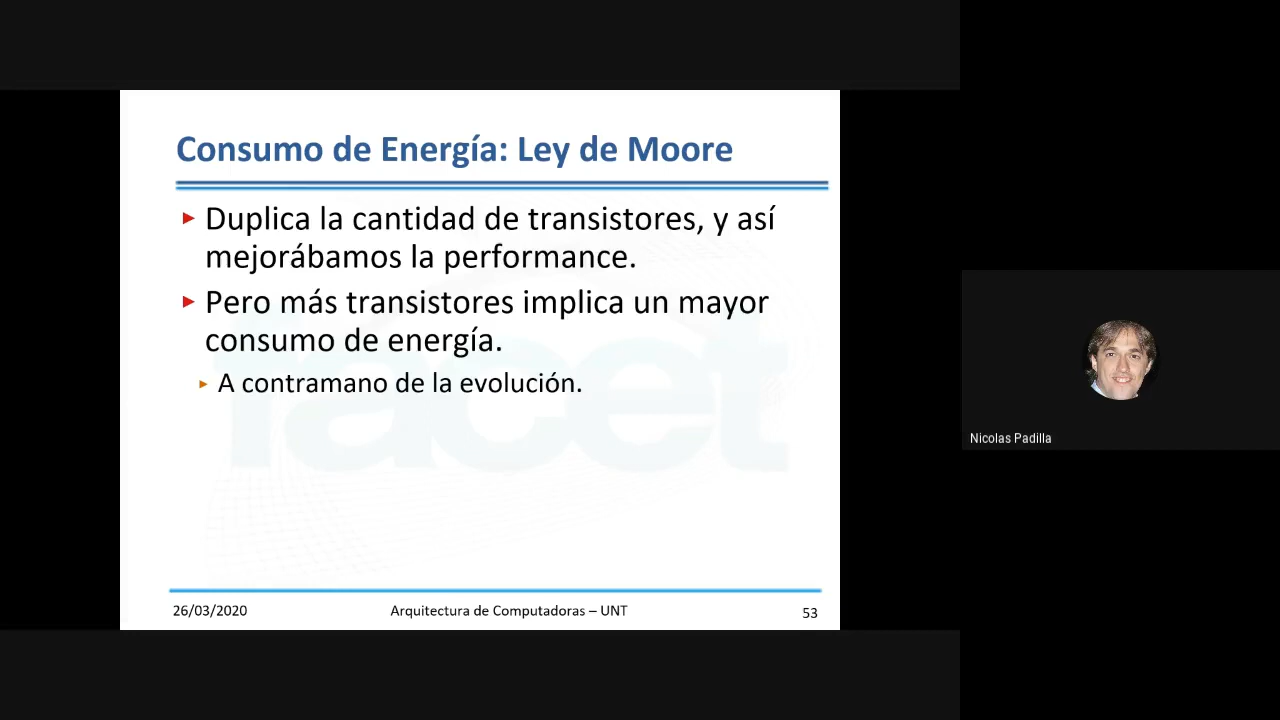 Consumo de Energía: Ley de Moore
Duplica la cantidad de transistores, y así
mejorábamos la performance.
Pero más transistores implica un mayor
consumo de energía.
A contramano de la evolución.
facet
26/03/2020
Arquitectura de Computadoras – UNT
53
Nicolas Padilla